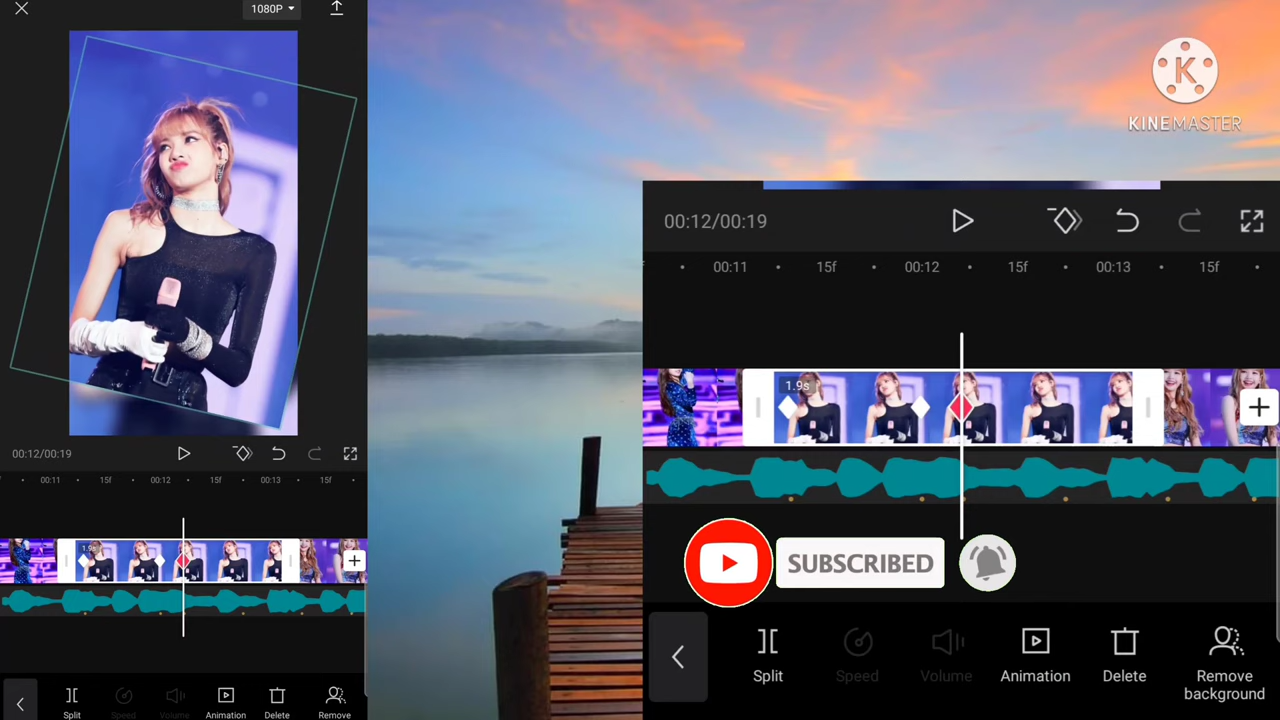 1080P
KINEMASTER
00:12/00:19
00:11 15f 00:12 15f 00:13 15f
1.9s
SUBSCRIBED
Split
Speed
Volume
Animation
Delete
Remove
background
00:12/00:19
00:11 15f 00:12 15f 00:13 15f
1.9s
Split
Speed
Volume
Animation
Delete
Remove